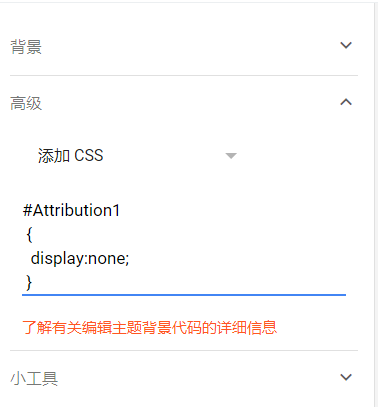 背景
高级
添加 CSS
#Attribution1
{
display:none;
}
了解有关编辑主题背景代码的详细信息
小工具